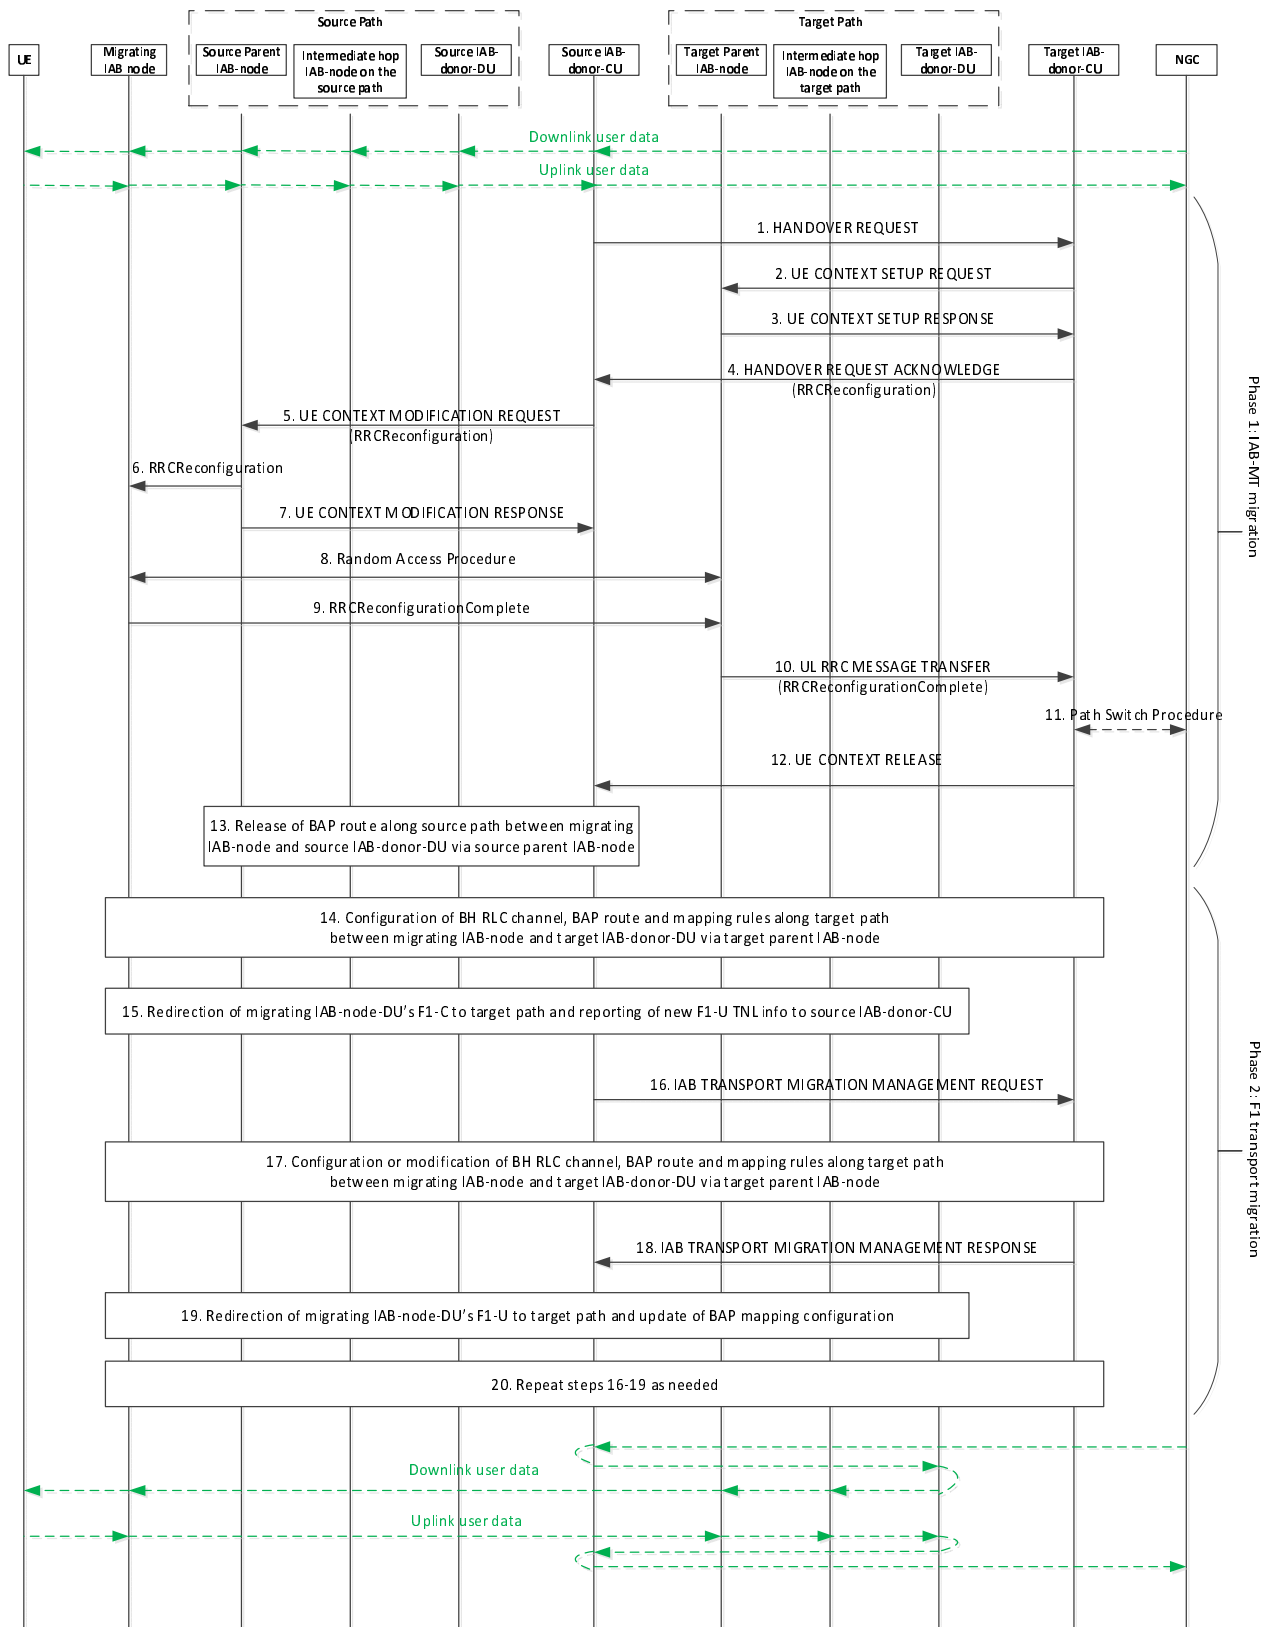 Source Path
Target Path
UE
Migrating
IAB node
Source Parent
IAB-node
Intermediate hop
IAB-node on the
source path
Source IAB-
donor-DU
Source IAB-
donor-CU
Target Parent
IAB-node
Intermediate hop
IAB-node on the
target path
Target IAB-
donor-DU
Target IAB-
donor-CU
NGC
Downlink user data
Uplink user data
1. HANDOVER REQUEST
2. UE CONTEXT SETUP REQUEST
3. UE CONTEXT SETUP RESPONSE
4. HANDOVER REQUEST ACKNOWLEDGE
(RRCReconfiguration)
5. UE CONTEXT MODIFICATION REQUEST
(RRCReconfiguration)
6. RRCReconfiguration
7. UE CONTEXT MODIFICATION RESPONSE
8. Random Access Procedure
9. RRCReconfigurationComplete
10. UL RRC MESSAGE TRANSFER
(RRCReconfigurationComplete)
11. Path Switch Procedure
12. UE CONTEXT RELEASE
13. Release of BAP route along source path between migrating
IAB-node and source IAB-donor-DU via source parent IAB-node
Phase 1: IAB-MT migration
14. Configuration of BH RLC channel, BAP route and mapping rules along target path
between migrating IAB-node and target IAB-donor-DU via target parent IAB-node
15. Redirection of migrating IAB-node-DU’s F1-C to target path and reporting of new F1-U TNL info to source IAB-donor-CU
16. IAB TRANSPORT MIGRATION MANAGEMENT REQUEST
17. Configuration or modification of BH RLC channel, BAP route and mapping rules along target path
between migrating IAB-node and target IAB-donor-DU via target parent IAB-node
18. IAB TRANSPORT MIGRATION MANAGEMENT RESPONSE
19. Redirection of migrating IAB-node-DU’s F1-U to target path and update of BAP mapping configuration
20. Repeat steps 16-19 as needed
Phase 2: F1 transport migration
Downlink user data
Uplink user data